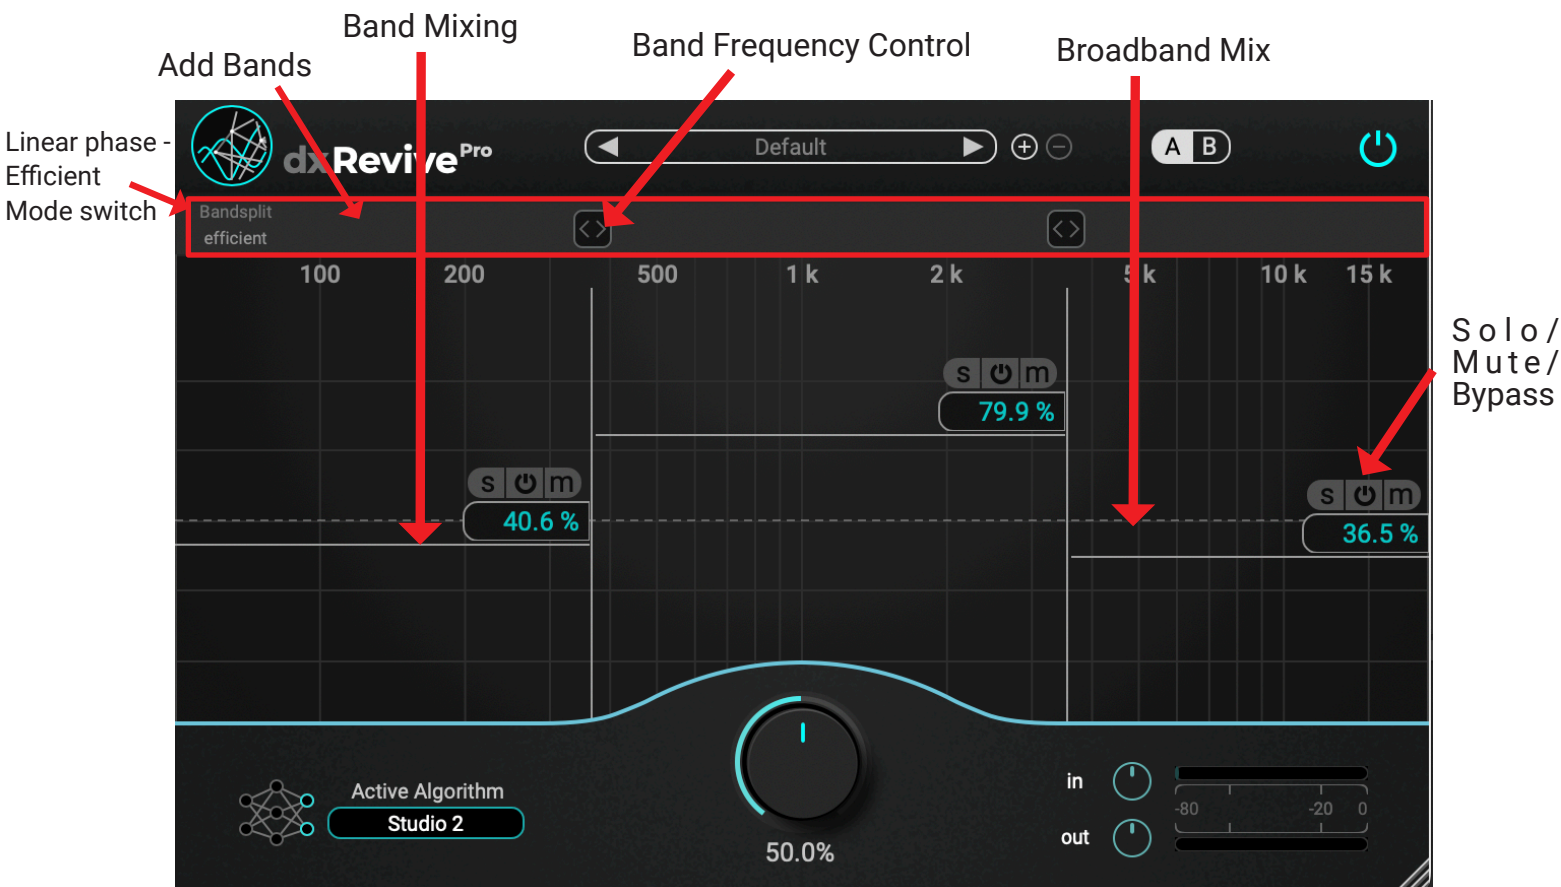 Band Mixing
Add Bands
Band Frequency Control
Broadband Mix
Linear phase -
Efficient
Mode switch
dxRevive Pro
Default
A B
Bandsplit
efficient
100 200 500 1 k 2 k 5 k 10 k 15 k
Solo/
Mute/
Bypass
s m
79.9 %
s m
40.6 %
s m
36.5 %
Active Algorithm
Studio 2
50.0%
in
-80 -20 0
out